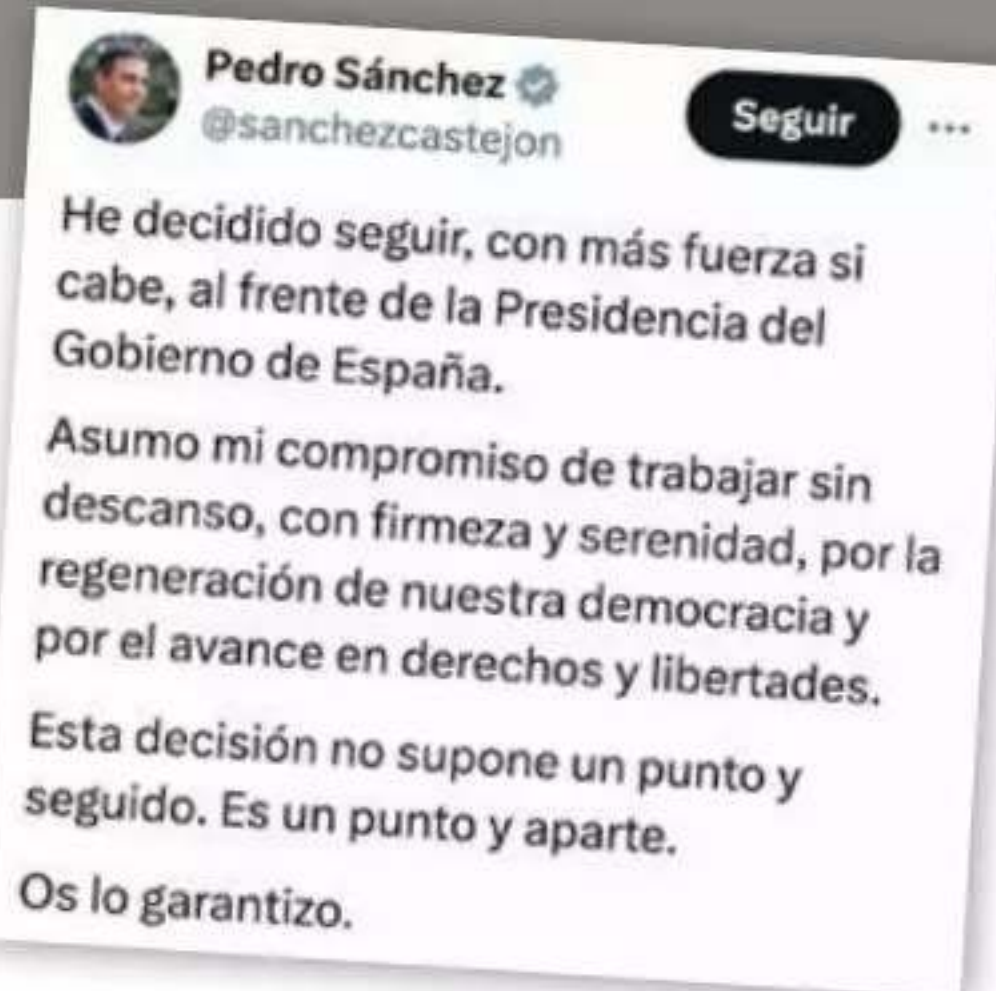 Pedro Sánchez
@sanchezcastejon
Seguir
He decidido seguir, con más fuerza si
cabe, al frente de la Presidencia del
Gobierno de España.
Asumo mi compromiso de trabajar sin
descanso, con firmeza y serenidad, por la
regeneración de nuestra democracia y
por el avance en derechos y libertades.
Esta decisión no supone un punto y
seguido. Es un punto y aparte.
Os lo garantizo.